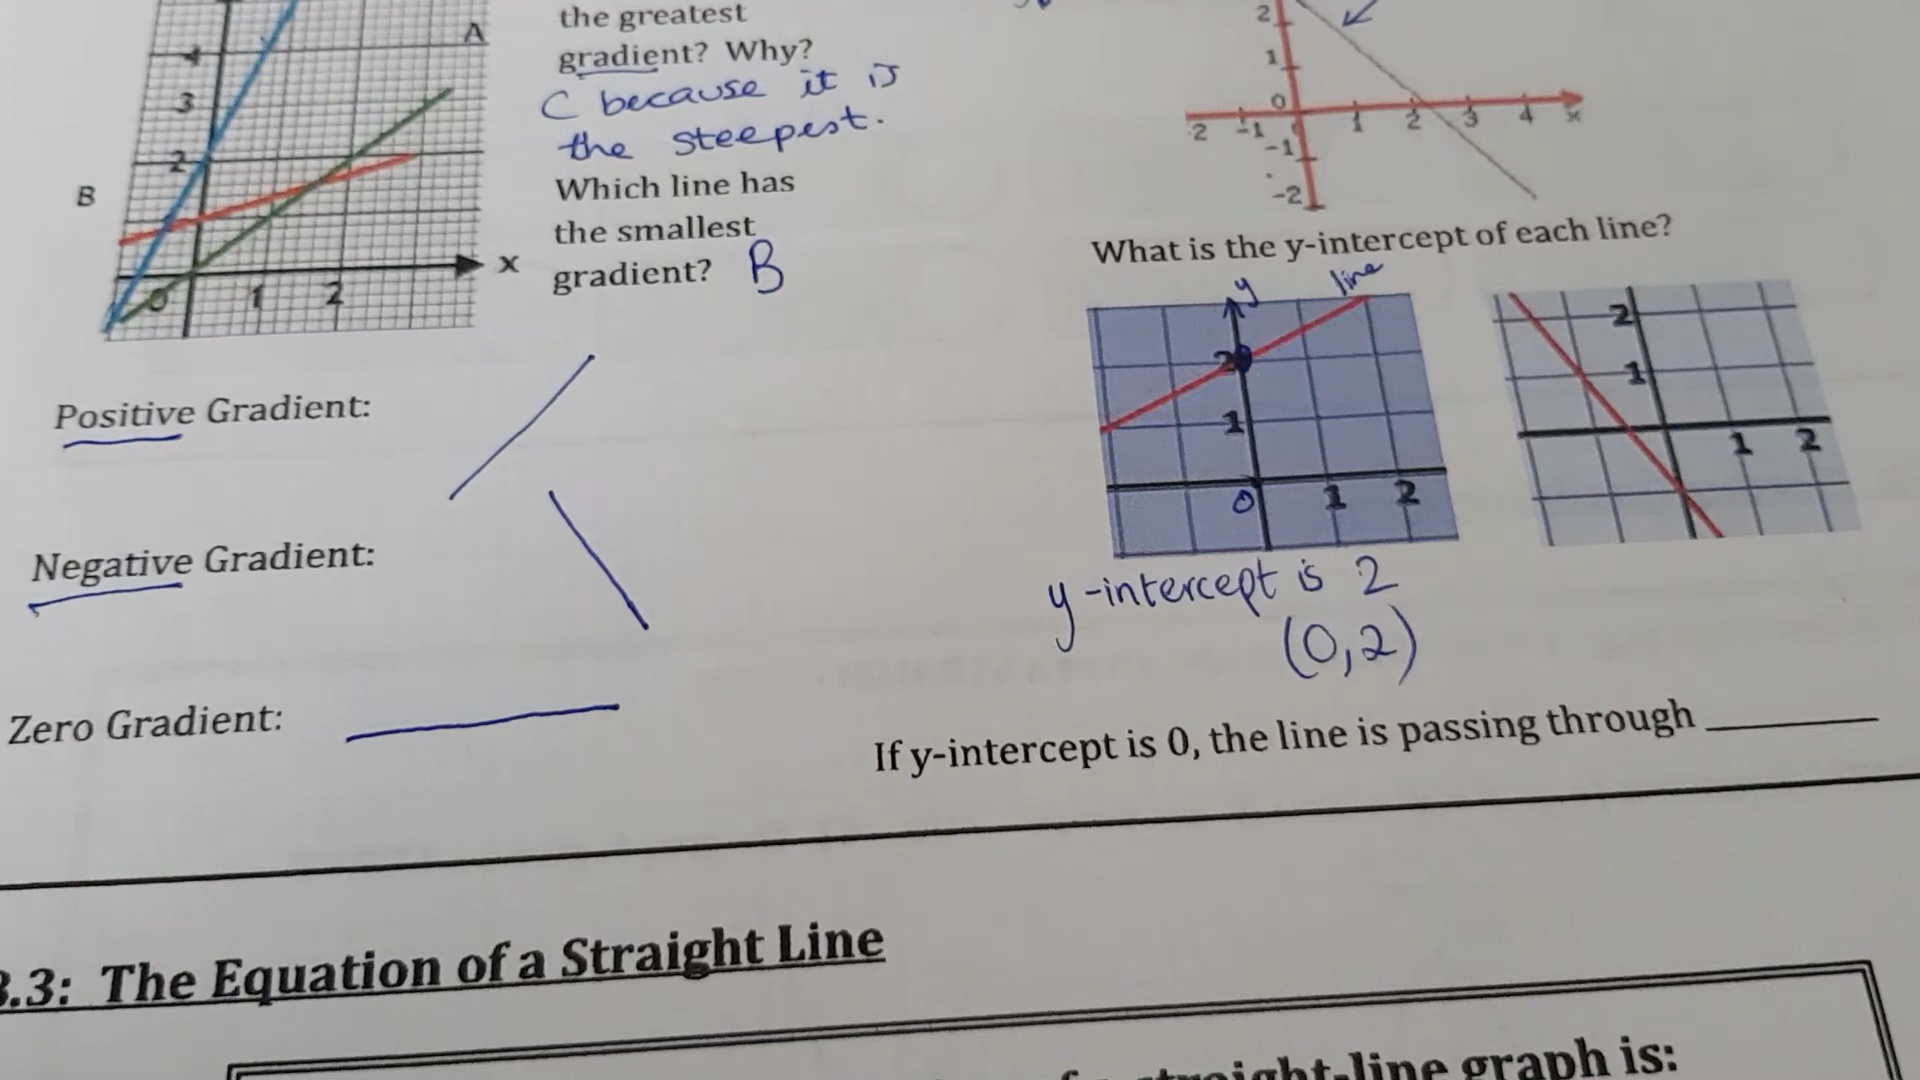 the greatest
gradient? Why?
C because it is
the steepest.
Which line has
the smallest
gradient? B
A
4
3
2
B
x
0 1 2
Positive Gradient:
Negative Gradient:
Zero Gradient:
2
1
0
-2 -1 1 2 3 4 x
-1
-2
What is the y-intercept of each line?
y line
2
1
0 1 2
2
1
1 2
y-intercept is 2
(0,2)
If y-intercept is 0, the line is passing through
3.3: The Equation of a Straight Line
straight-line graph is: